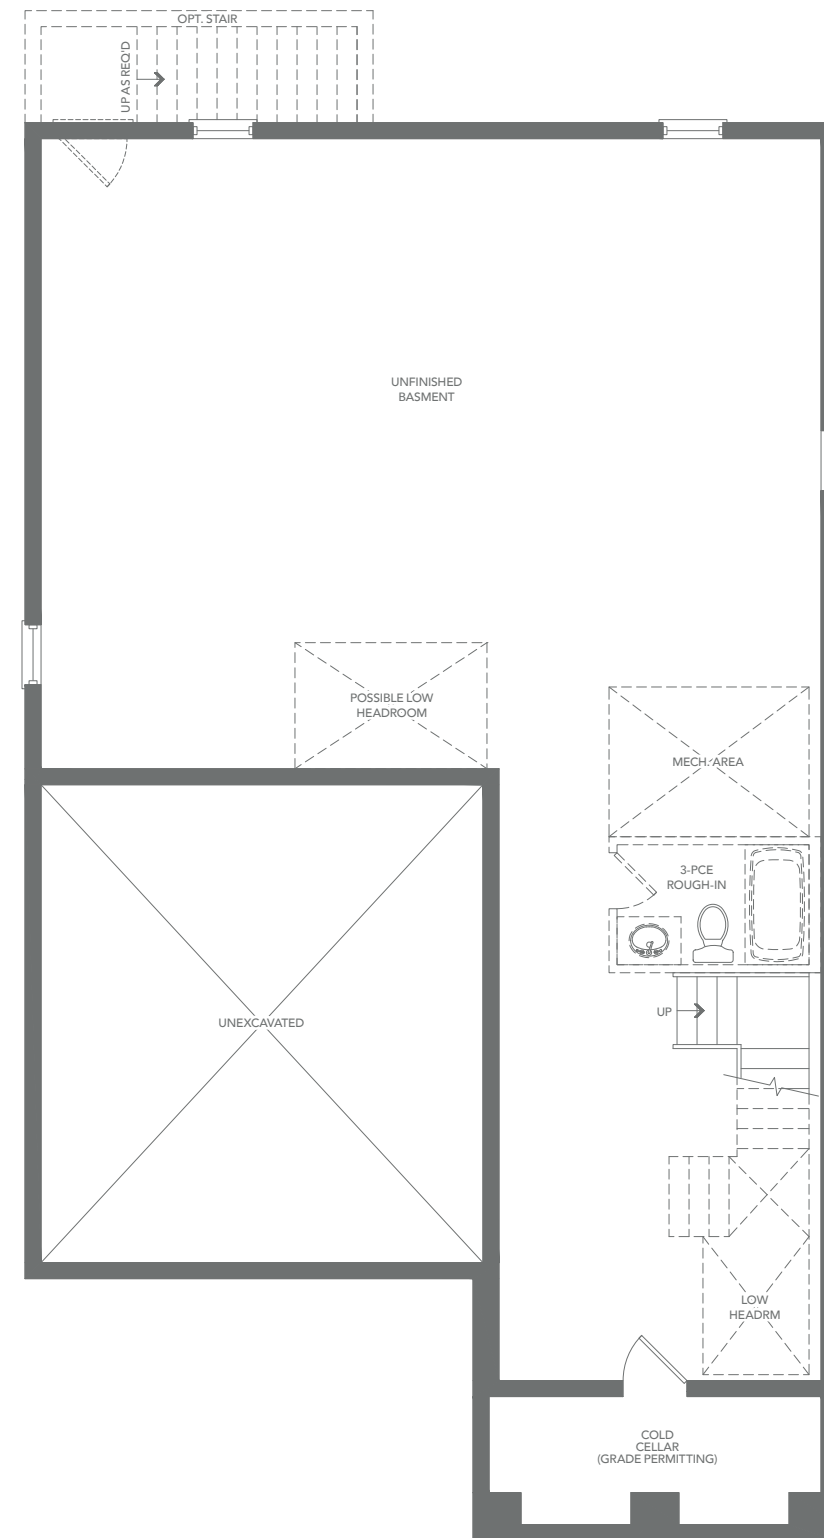 OPT. STAIR
UP AS REQ'D
UNFINISHED
BASMENT
POSSIBLE LOW
HEADROOM
MECH. AREA
3-PCE
ROUGH-IN
UP
UNEXCAVATED
LOW
HEADRM
COLD
CELLAR
(GRADE PERMITTING)